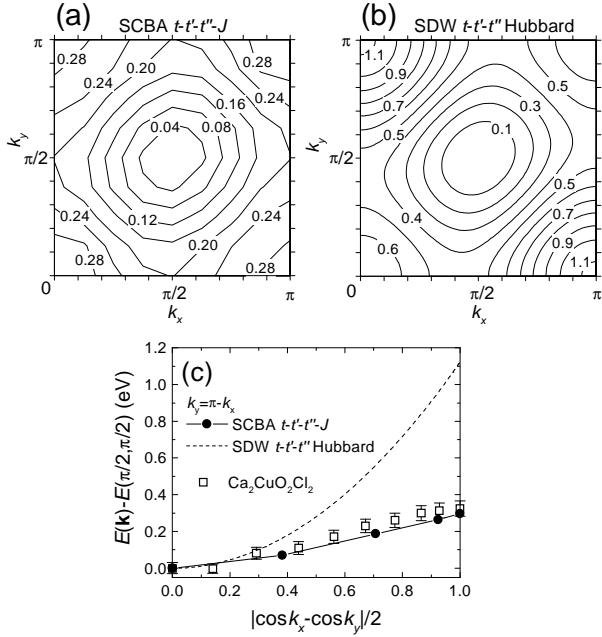 (a) SCBA t-t'-t''-J
π
π/2
0
k_y
0.28
0.20
0.28
0.24
0.24
0.16
0.04
0.08
0.24
0.12
0.24
0.20
0.28
0.28
π/2
π
k_x
(b) SDW t-t'-t'' Hubbard
π
π/2
0
k_y
1.1
0.9
0.7
0.5
0.5
0.3
0.1
0.5
0.4
0.7
0.6
0.9
1.1
π/2
π
k_x
(c)
1.2
1.0
0.8
0.6
0.4
0.2
0.0
E(k)-E(π/2,π/2) (eV)
k_y=π-k_x
SCBA t-t'-t''-J
SDW t-t'-t'' Hubbard
Ca₂CuO₂Cl₂
0.0 0.2 0.4 0.6 0.8 1.0
|cosk_x-cosk_y|/2